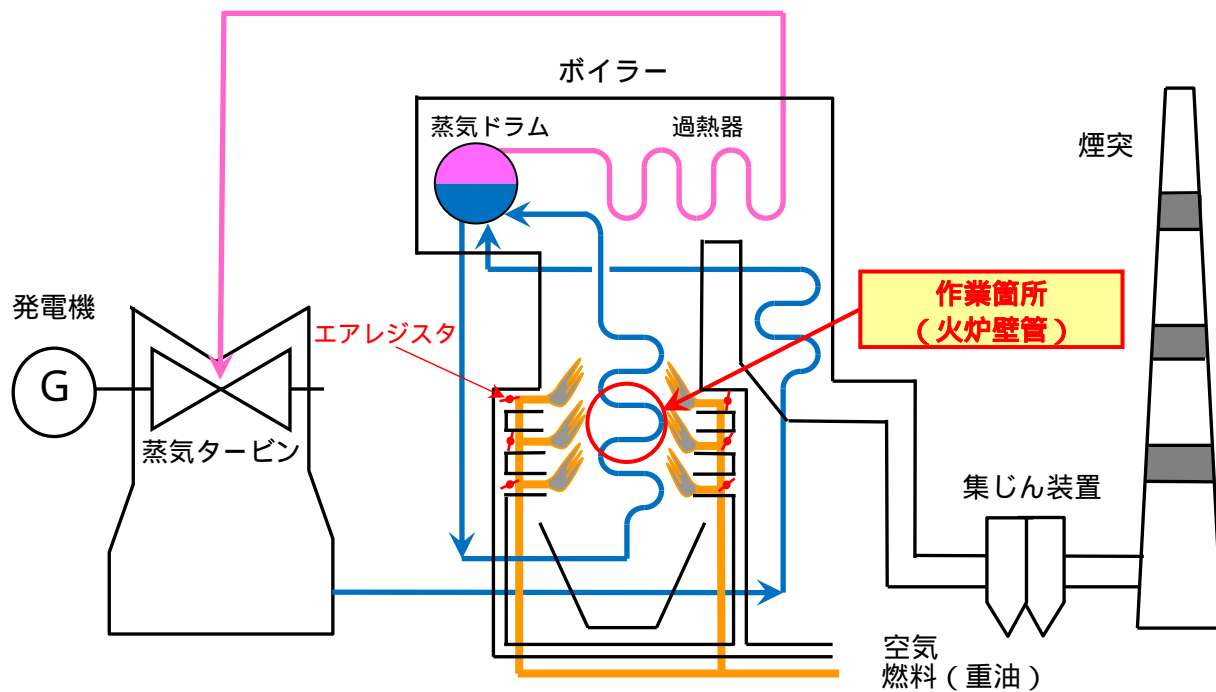 ボイラー
蒸気ドラム
過熱器
煙突
発電機
G
エアレジスタ
作業箇所
（火炉壁管）
蒸気タービン
集じん装置
空気
燃料（重油）